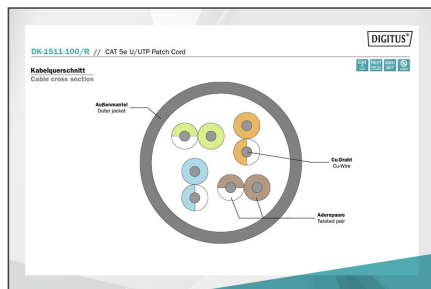 DIGITUS®
DK-1511-100/R // CAT 5e U/UTP Patch Cord
Kabelquerschnitt
Cable cross section
Außenmantel
Outer jacket
Cu-Draht
Cu-Wire
Adernpaare
Twisted pair